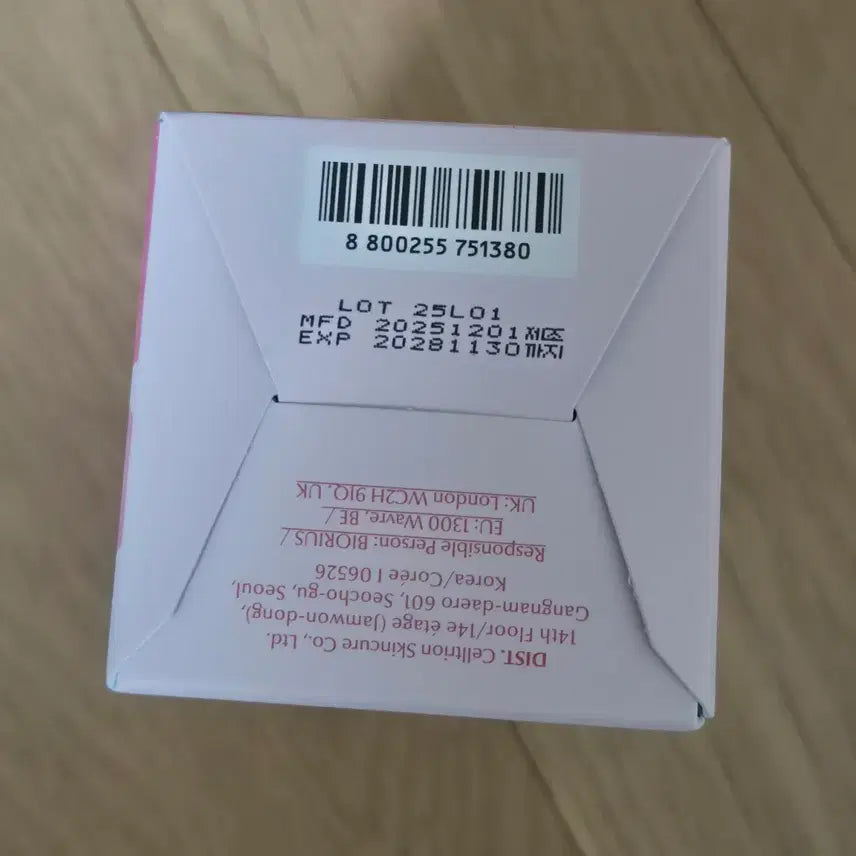 8 800255 751380
LOT 25L01
MFD 20251201제조
EXP 20281130까지
DIST. Celltrion Skincure Co., Ltd.
14th Floor/14e étage (Jamwon-dong),
Gangnam-daero 601, Seocho-gu, Seoul,
Korea/Corée I 06526
Responsible Person: BIORIUS /
EU: 1300 Wavre, BE /
UK: London WC2H 9JQ, UK